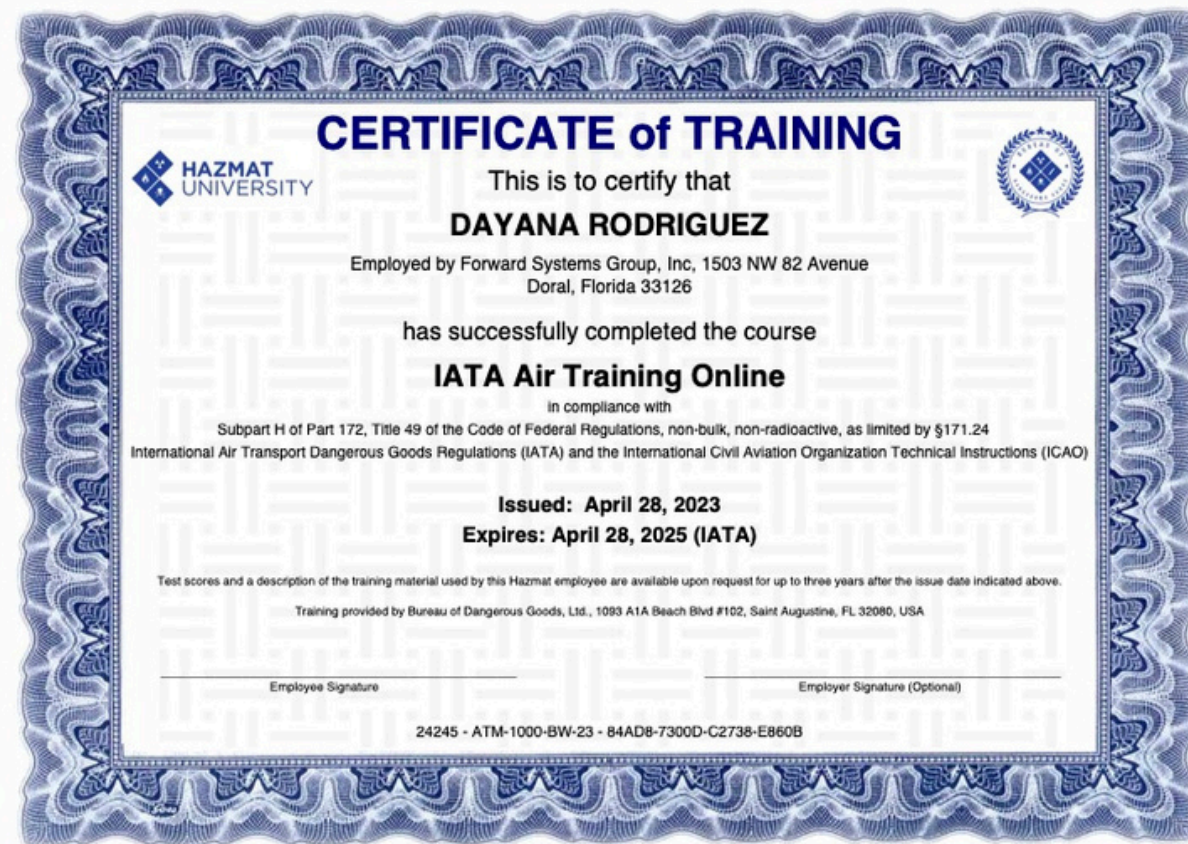 CERTIFICATE of TRAINING
HAZMAT
UNIVERSITY
This is to certify that
DAYANA RODRIGUEZ
Employed by Forward Systems Group, Inc, 1503 NW 82 Avenue
Doral, Florida 33126
has successfully completed the course
IATA Air Training Online
in compliance with
Subpart H of Part 172, Title 49 of the Code of Federal Regulations, non-bulk, non-radioactive, as limited by §171.24
International Air Transport Dangerous Goods Regulations (IATA) and the International Civil Aviation Organization Technical Instructions (ICAO)
Issued: April 28, 2023
Expires: April 28, 2025 (IATA)
Test scores and a description of the training material used by this Hazmat employee are available upon request for up to three years after the issue date indicated above.
Training provided by Bureau of Dangerous Goods, Ltd., 1093 A1A Beach Blvd #102, Saint Augustine, FL 32080, USA
Employee Signature
Employer Signature (Optional)
24245 - ATM-1000-BW-23 - 84AD8-7300D-C2738-E860B